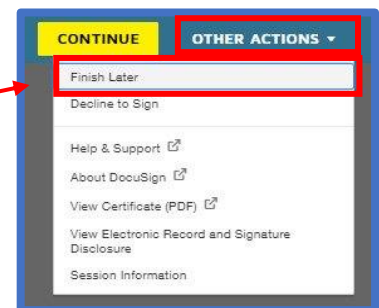 CONTINUE OTHER ACTIONS
Finish Later
Decline to Sign
Help & Support
About DocuSign
View Certificate (PDF)
View Electronic Record and Signature
Disclosure
Session Information